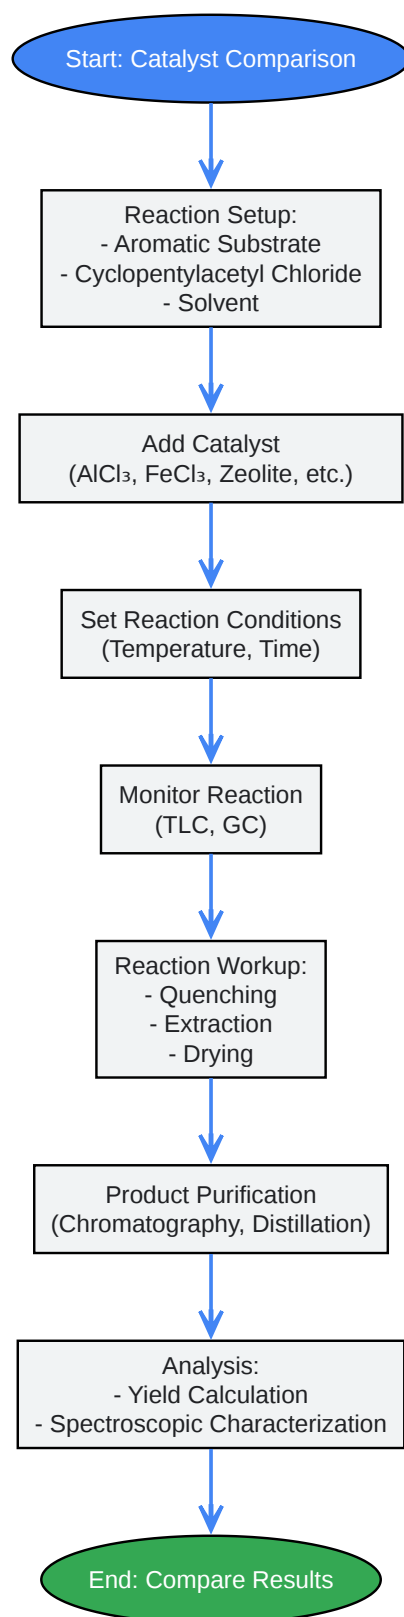 Start: Catalyst Comparison
Reaction Setup:
- Aromatic Substrate
- Cyclopentylacetyl Chloride
- Solvent
Add Catalyst
(AlCl₃, FeCl₃, Zeolite, etc.)
Set Reaction Conditions
(Temperature, Time)
Monitor Reaction
(TLC, GC)
Reaction Workup:
- Quenching
- Extraction
- Drying
Product Purification
(Chromatography, Distillation)
Analysis:
- Yield Calculation
- Spectroscopic Characterization
End: Compare Results